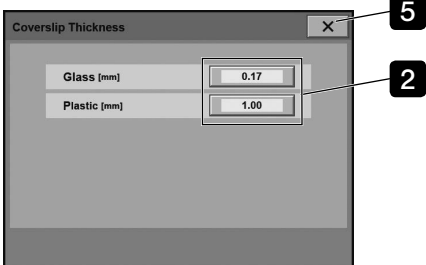 Coverslip Thickness
5
Glass [mm] 0.17
2
Plastic [mm] 1.00